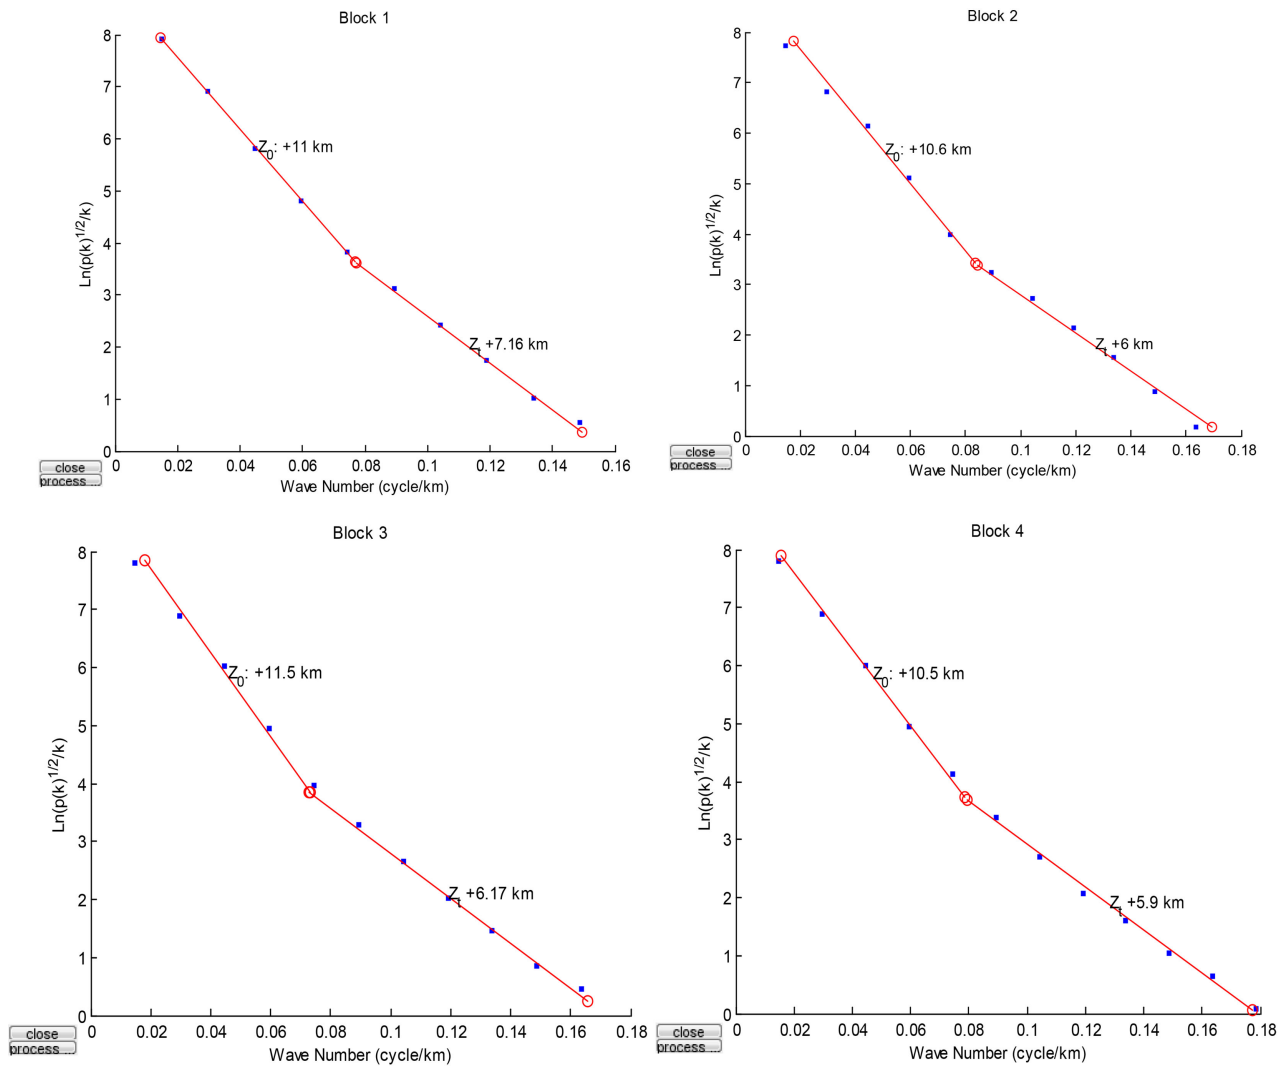 Block 1
8
7
6
5
4
3
2
1
0
Ln(p(k)^1/2/k)
Z0: +11 km
Zt +7.16 km
0 0.02 0.04 0.06 0.08 0.1 0.12 0.14 0.16
Wave Number (cycle/km)
close
process ...
Block 2
8
7
6
5
4
3
2
1
0
Ln(p(k)^1/2/k)
Z0: +10.6 km
Zt +6 km
0 0.02 0.04 0.06 0.08 0.1 0.12 0.14 0.16 0.18
Wave Number (cycle/km)
close
process ...
Block 3
8
7
6
5
4
3
2
1
0
Ln(p(k)^1/2/k)
Z0: +11.5 km
Zt +6.17 km
0 0.02 0.04 0.06 0.08 0.1 0.12 0.14 0.16 0.18
Wave Number (cycle/km)
close
process ...
Block 4
8
7
6
5
4
3
2
1
0
Ln(p(k)^1/2/k)
Z0: +10.5 km
Zt +5.9 km
0 0.02 0.04 0.06 0.08 0.1 0.12 0.14 0.16 0.18
Wave Number (cycle/km)
close
process ...